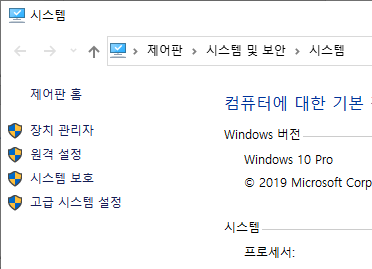 시스템
제어판 시스템 및 보안 시스템
제어판 홈
장치 관리자
원격 설정
시스템 보호
고급 시스템 설정
컴퓨터에 대한 기본
Windows 버전
Windows 10 Pro
© 2019 Microsoft Corp
시스템
프로세서: